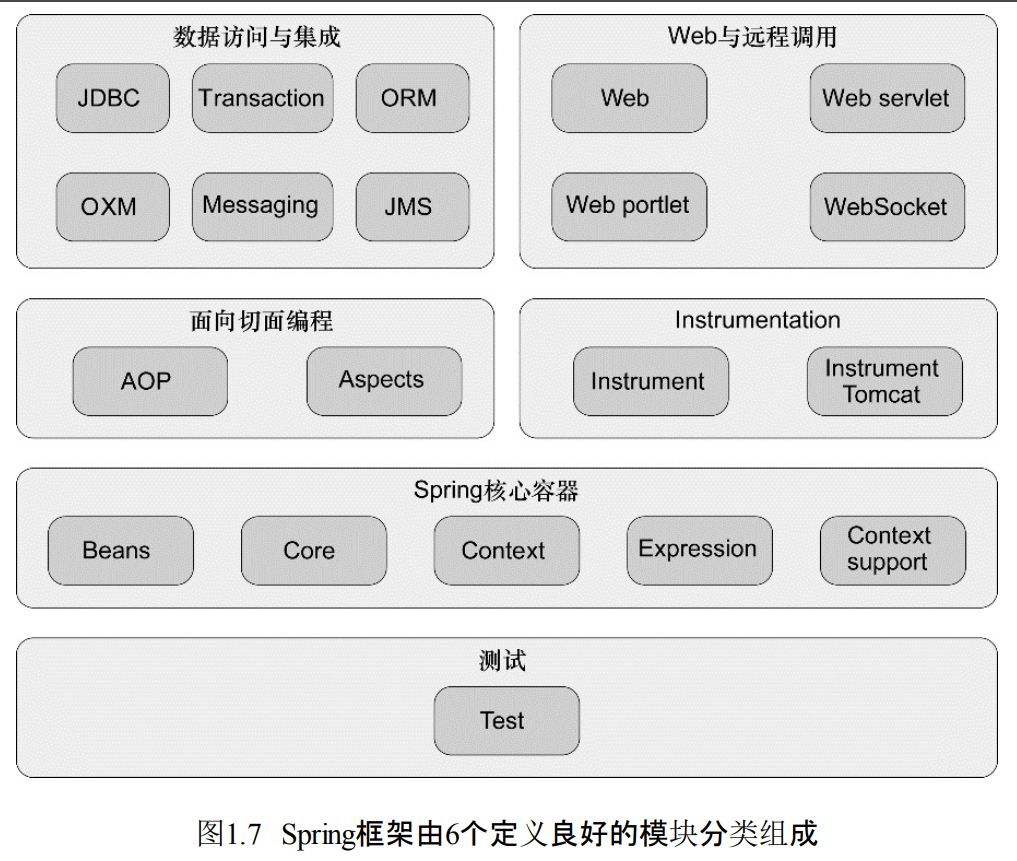 数据访问与集成
JDBC
Transaction
ORM
OXM
Messaging
JMS
Web与远程调用
Web
Web servlet
Web portlet
WebSocket
面向切面编程
AOP
Aspects
Instrumentation
Instrument
Instrument
Tomcat
Spring核心容器
Beans
Core
Context
Expression
Context
support
测试
Test
图1.7 Spring框架由6个定义良好的模块分类组成